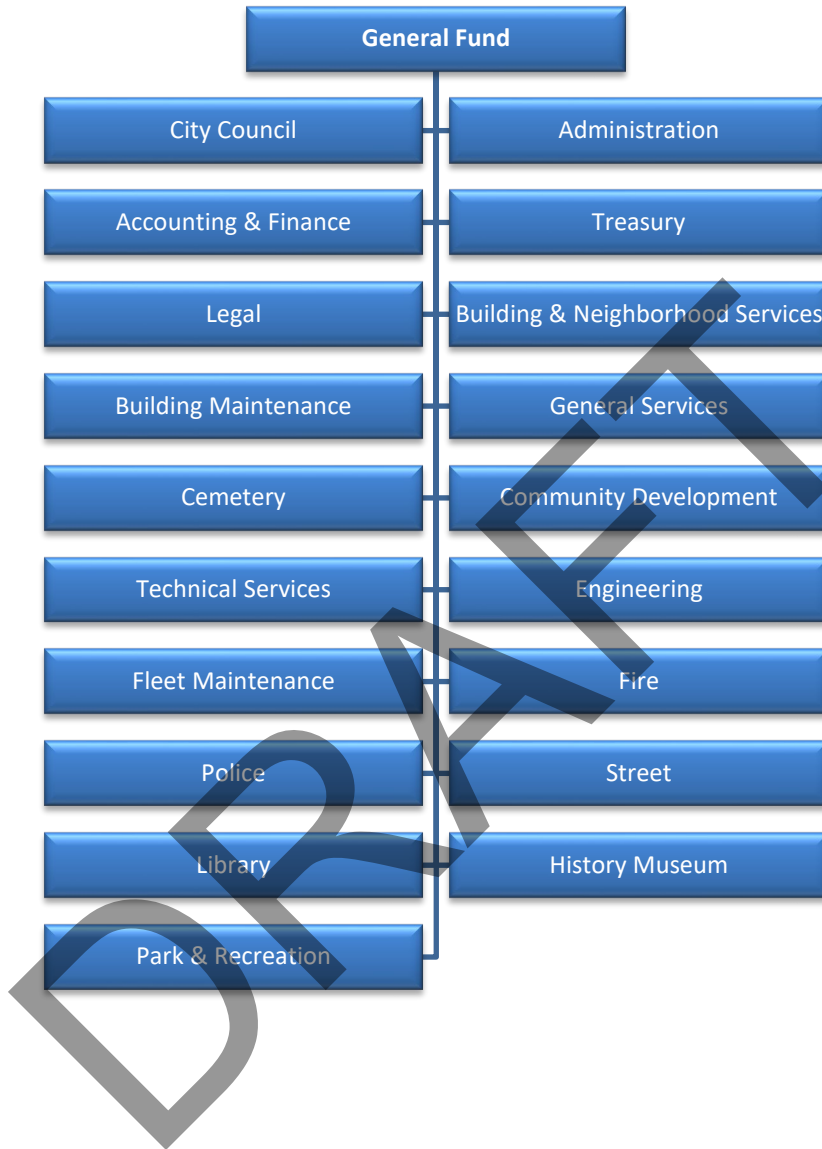 General Fund
City Council
Administration
Accounting & Finance
Treasury
Legal
Building & Neighborhood Services
Building Maintenance
General Services
Cemetery
Community Development
Technical Services
Engineering
Fleet Maintenance
Fire
Police
Street
Library
History Museum
Park & Recreation
DRAFT